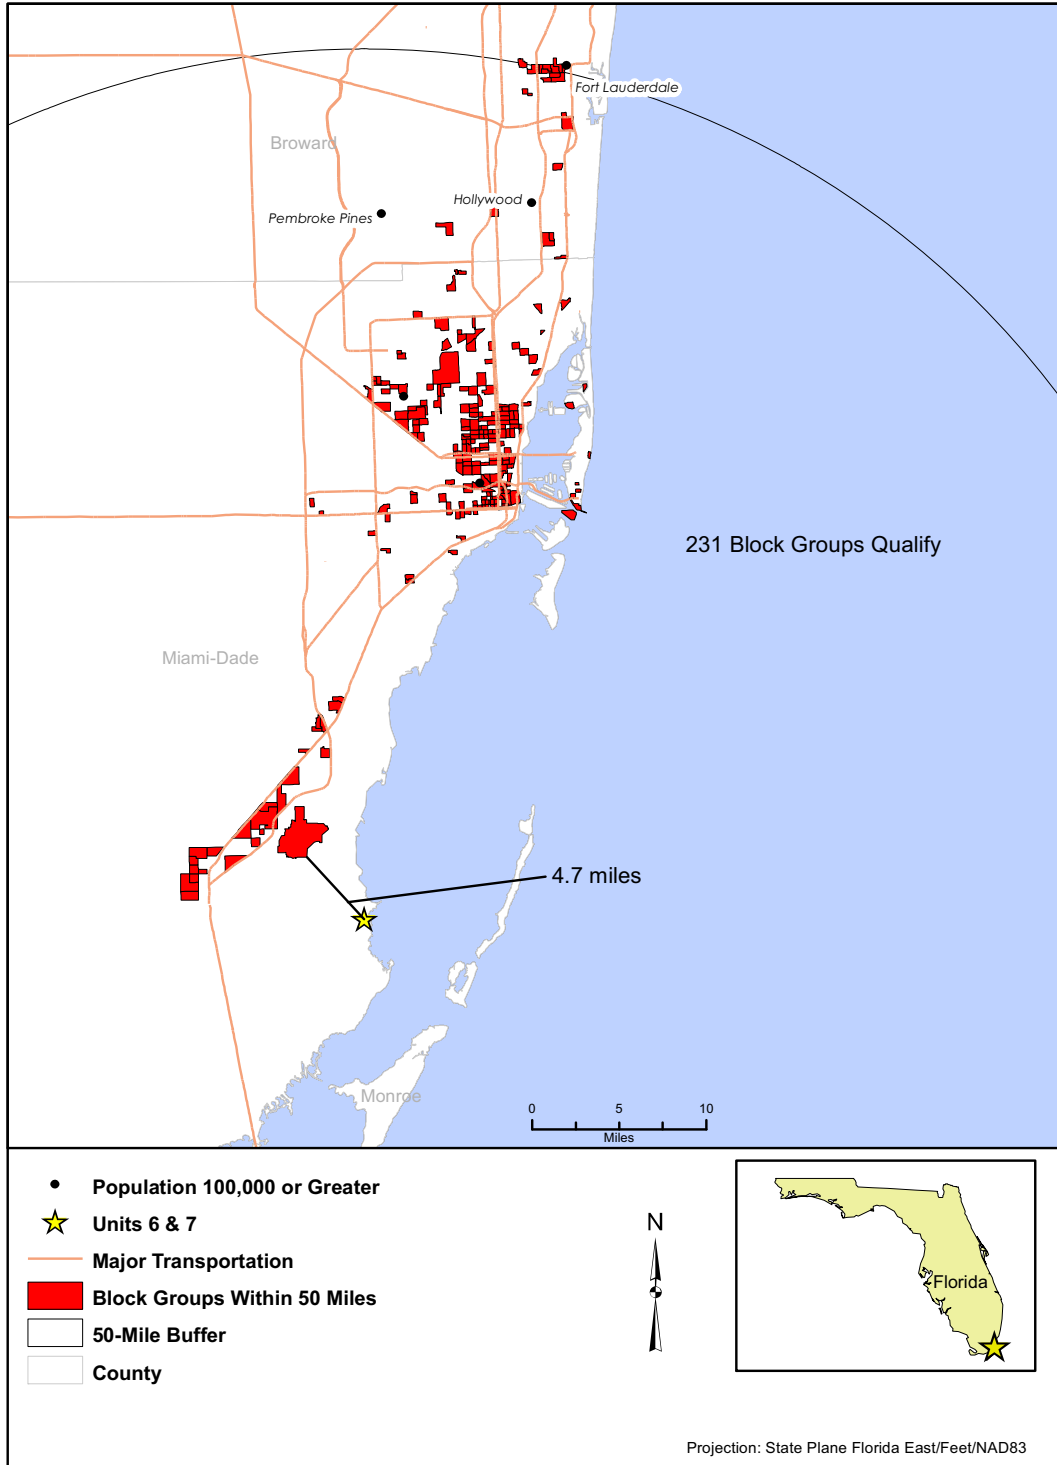 Fort Lauderdale
Broward
Hollywood
Pembroke Pines
231 Block Groups Qualify
Miami-Dade
4.7 miles
Monroe
0 5 10
Miles
Population 100,000 or Greater
Units 6 & 7
Major Transportation
Block Groups Within 50 Miles
50-Mile Buffer
County
N
Florida
Projection: State Plane Florida East/Feet/NAD83